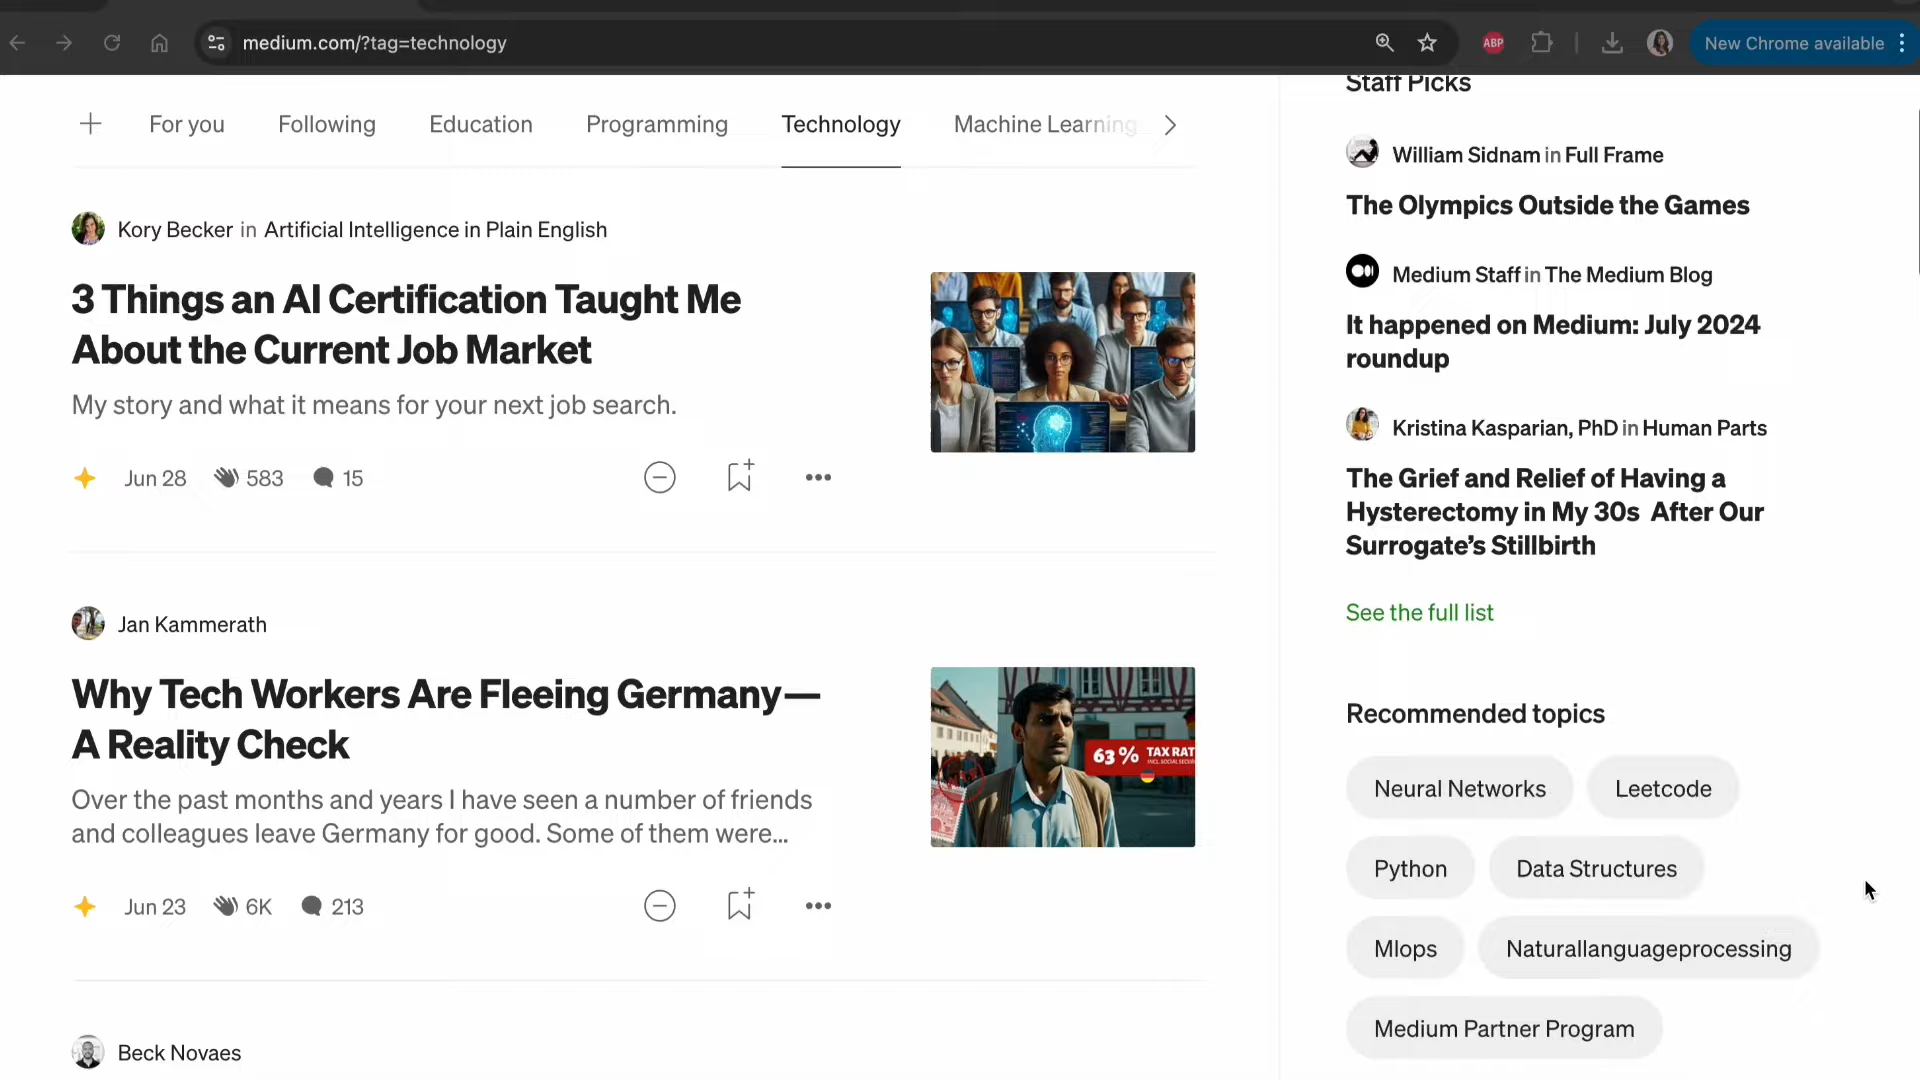 medium.com/?tag=technology
ABP
New Chrome available
For you
Following
Education
Programming
Technology
Machine Learning
Kory Becker in Artificial Intelligence in Plain English
3 Things an AI Certification Taught Me
About the Current Job Market
My story and what it means for your next job search.
Jun 28
583
15
Jan Kammerath
Why Tech Workers Are Fleeing Germany—
A Reality Check
Over the past months and years I have seen a number of friends
and colleagues leave Germany for good. Some of them were...
63% TAX RAT
INCL. SOCIAL SECU
Jun 23
6K
213
Beck Novaes
Staff Picks
William Sidnam in Full Frame
The Olympics Outside the Games
Medium Staff in The Medium Blog
It happened on Medium: July 2024
roundup
Kristina Kasparian, PhD in Human Parts
The Grief and Relief of Having a
Hysterectomy in My 30s After Our
Surrogate's Stillbirth
See the full list
Recommended topics
Neural Networks
Leetcode
Python
Data Structures
Mlops
Naturallanguageprocessing
Medium Partner Program